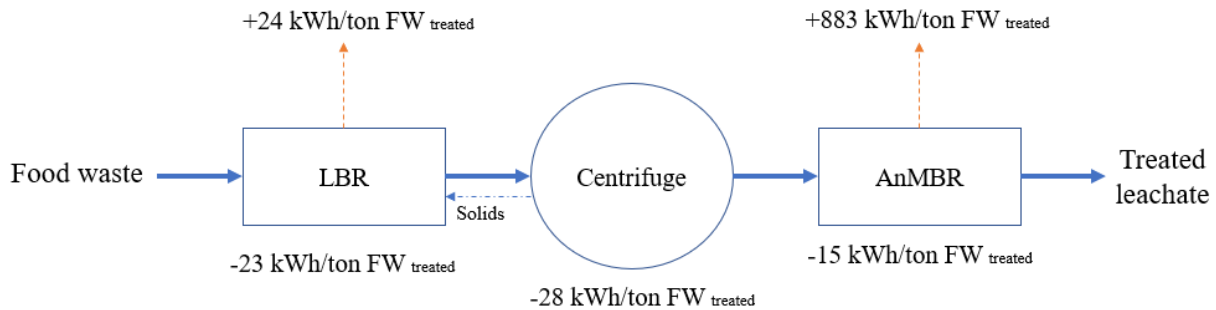 +24 kWh/ton FW treated
+883 kWh/ton FW treated
Food waste
LBR
Centrifuge
AnMBR
Treated
leachate
Solids
-23 kWh/ton FW treated
-15 kWh/ton FW treated
-28 kWh/ton FW treated